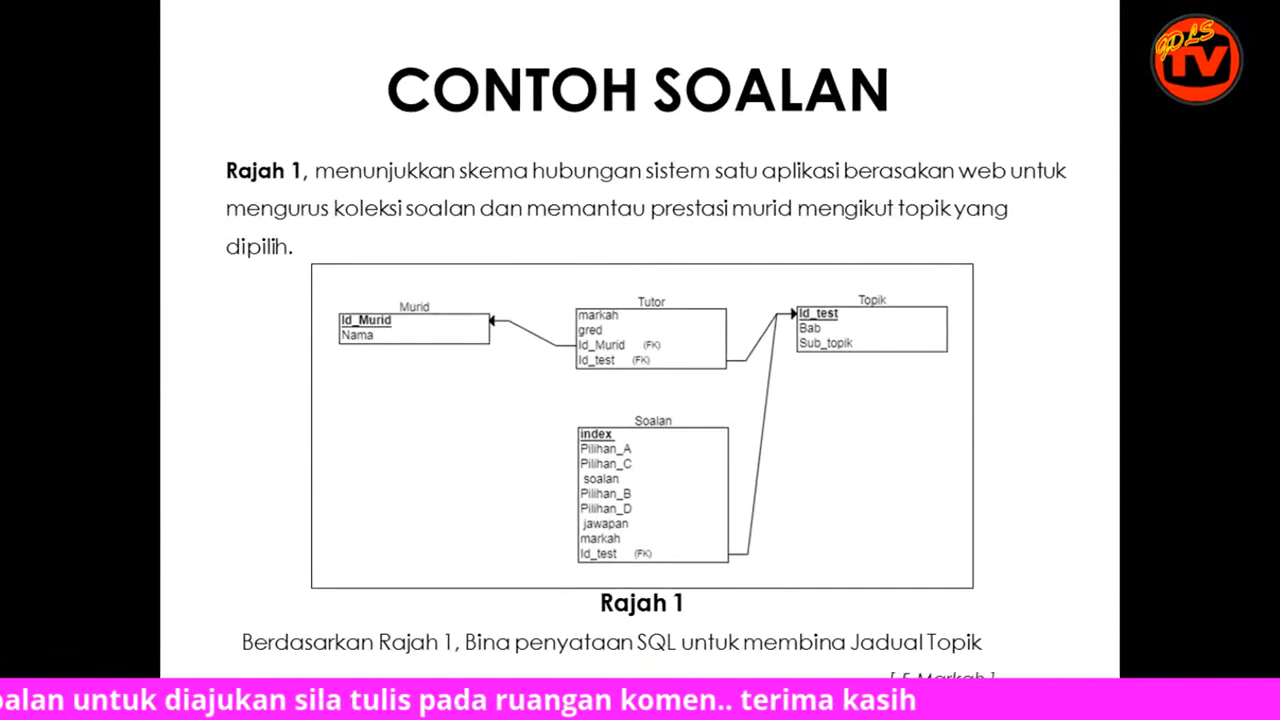 CONTOH SOALAN
GDLS
TV
Rajah 1, menunjukkan skema hubungan sistem satu aplikasi berasakan web untuk
mengurus koleksi soalan dan memantau prestasi murid mengikut topik yang
dipilih.
Murid
Id_Murid
Nama
Tutor
markah
gred
Id_Murid (FK)
Id_test (FK)
Topik
Id_test
Bab
Sub_topik
Soalan
index
Pilihan_A
Pilihan_C
soalan
Pilihan_B
Pilihan_D
jawapan
markah
Id_test (FK)
Rajah 1
Berdasarkan Rajah 1, Bina penyataan SQL untuk membina Jadual Topik
[ 5 Markah ]
oalan untuk diajukan sila tulis pada ruangan komen.. terima kasih